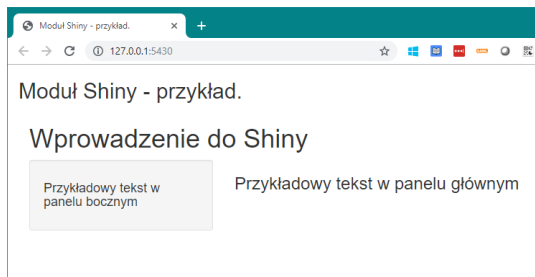 Moduł Shiny - przykład.
127.0.0.1:5430
Moduł Shiny - przykład.
Wprowadzenie do Shiny
Przykładowy tekst w
panelu bocznym
Przykładowy tekst w panelu głównym